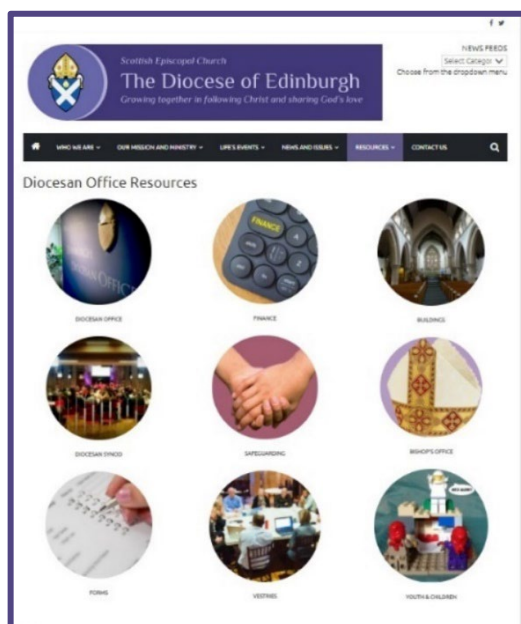 NEWS FEEDS
Select Categor
Choose from the dropdown menu
Scottish Episcopal Church
The Diocese of Edinburgh
Growing together in following Christ and sharing God's love
WHO WE ARE
OUR MISSION AND MINISTRY
LIFE'S EVENTS
NEWS AND ISSUES
RESOURCES
CONTACT US
Diocesan Office Resources
DIOCESAN OFFICE
FINANCE
FINANCE
BUILDINGS
DIOCESAN SYNOD
SAFEGUARDING
BISHOP'S OFFICE
FORMS
VESTRIES
YOUTH & CHILDREN